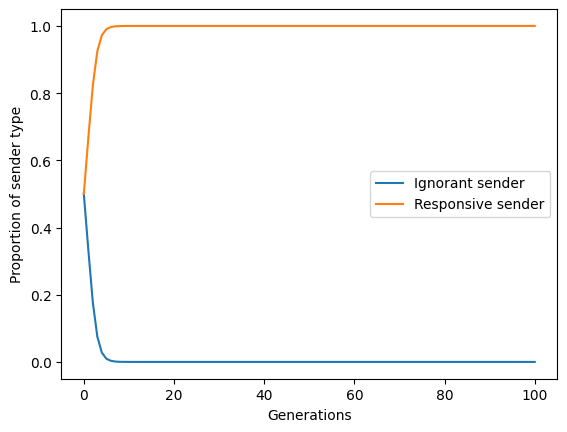 1.0
0.8
0.6
0.4
0.2
0.0
Proportion of sender type
Ignorant sender
Responsive sender
0 20 40 60 80 100
Generations